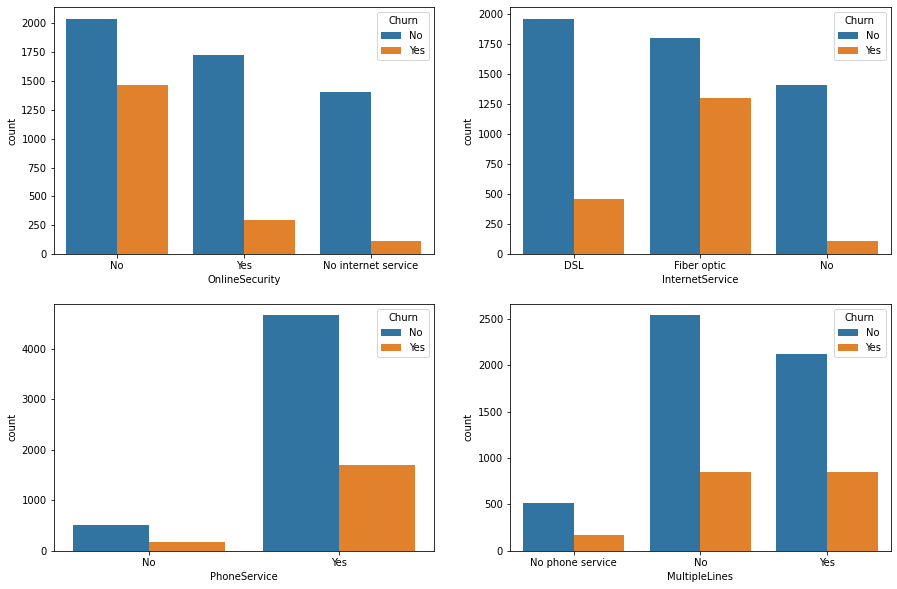 Churn
No
Yes
2000
1750
1500
1250
1000
750
500
250
0
count
No Yes No internet service
OnlineSecurity
Churn
No
Yes
2000
1750
1500
1250
1000
750
500
250
0
count
DSL Fiber optic No
InternetService
Churn
No
Yes
4000
3000
2000
1000
0
count
No Yes
PhoneService
Churn
No
Yes
2500
2000
1500
1000
500
0
count
No phone service No Yes
MultipleLines